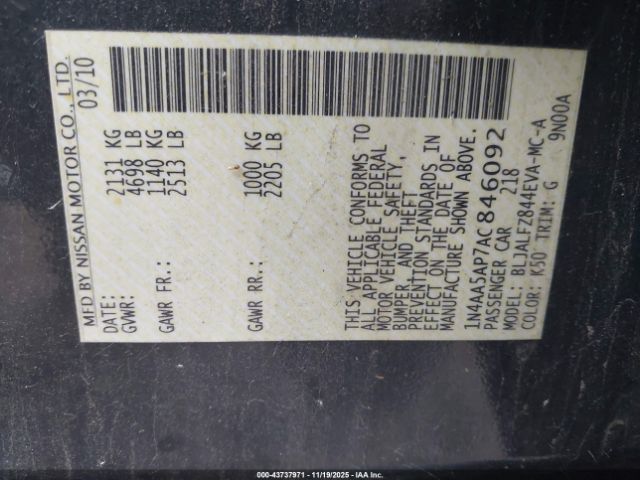 MFD BY NISSAN MOTOR CO., LTD.
DATE: 03/10
GVWR: 2131 KG
4698 LB
GAWR FR.: 1140 KG
2513 LB
GAWR RR.: 1000 KG
2205 LB
THIS VEHICLE CONFORMS TO
ALL APPLICABLE FEDERAL
MOTOR VEHICLE SAFETY,
BUMPER, AND THEFT
PREVENTION STANDARDS IN
EFFECT ON THE DATE OF
MANUFACTURE SHOWN ABOVE.
1N4AA5AP7AC846092
PASSENGER CAR 218
MODEL: BLJALFZ844EVA-MC-A
COLOR: K50 TRIM: G 9N00A
000-43737971 - 11/19/2025 - IAA Inc.